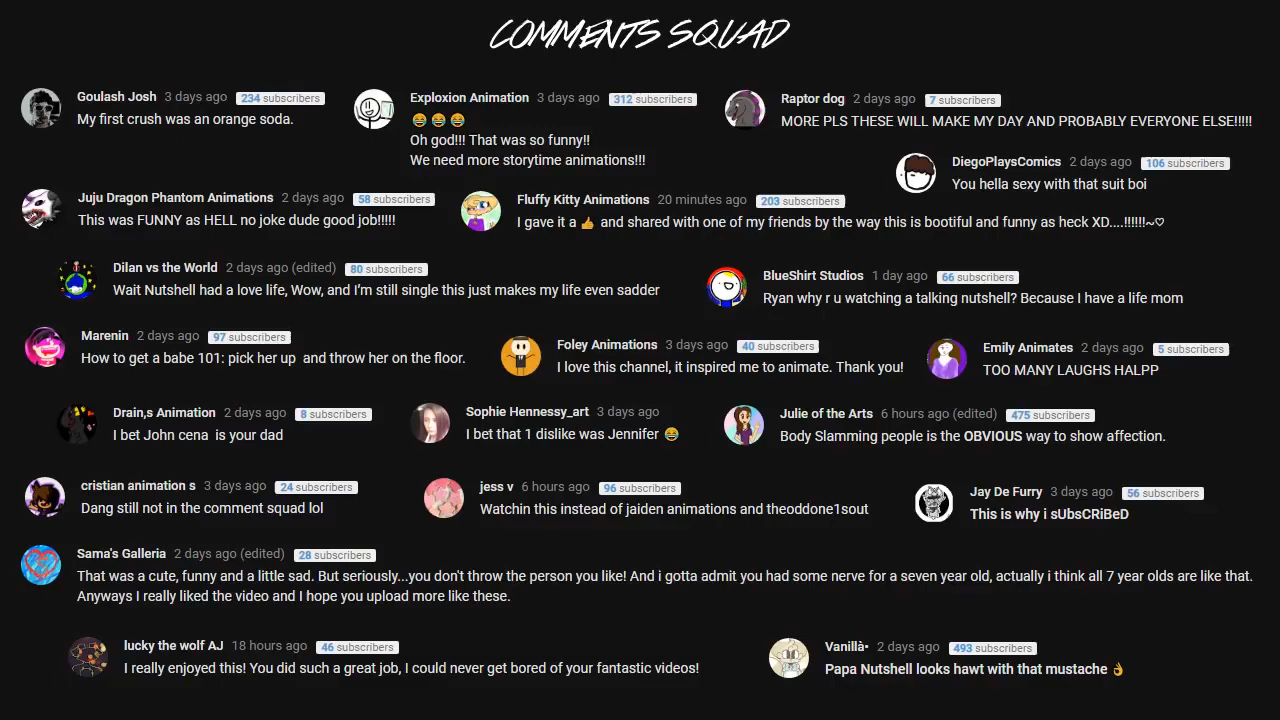 COMMENTS SQUAD
Goulash Josh 3 days ago 234 subscribers
My first crush was an orange soda.
Exploxion Animation 3 days ago 312 subscribers
😂 😂 😂
Oh god!!! That was so funny!!
We need more storytime animations!!!
Raptor dog 2 days ago 7 subscribers
MORE PLS THESE WILL MAKE MY DAY AND PROBABLY EVERYONE ELSE!!!!!
DiegoPlaysComics 2 days ago 106 subscribers
You hella sexy with that suit boi
Juju Dragon Phantom Animations 2 days ago 58 subscribers
This was FUNNY as HELL no joke dude good job!!!!!
Fluffy Kitty Animations 20 minutes ago 203 subscribers
I gave it a 👍 and shared with one of my friends by the way this is bootiful and funny as heck XD....!!!!!!~♡
Dilan vs the World 2 days ago (edited) 80 subscribers
Wait Nutshell had a love life, Wow, and I'm still single this just makes my life even sadder
BlueShirt Studios 1 day ago 66 subscribers
Ryan why r u watching a talking nutshell? Because I have a life mom
Marenin 2 days ago 97 subscribers
How to get a babe 101: pick her up  and throw her on the floor.
Foley Animations 3 days ago 40 subscribers
I love this channel, it inspired me to animate. Thank you!
Emily Animates 2 days ago 5 subscribers
TOO MANY LAUGHS HALPP
Drain,s Animation 2 days ago 8 subscribers
I bet John cena  is your dad
Sophie Hennessy_art 3 days ago
I bet that 1 dislike was Jennifer 😂
Julie of the Arts 6 hours ago (edited) 475 subscribers
Body Slamming people is the OBVIOUS way to show affection.
cristian animation s 3 days ago 24 subscribers
Dang still not in the comment squad lol
jess v 6 hours ago 96 subscribers
Watchin this instead of jaiden animations and theoddone1sout
Jay De Furry 3 days ago 56 subscribers
This is why i sUbsCRiBeD
Sama's Galleria 2 days ago (edited) 28 subscribers
That was a cute, funny and a little sad. But seriously...you don't throw the person you like! And i gotta admit you had some nerve for a seven year old, actually i think all 7 year olds are like that.
Anyways I really liked the video and I hope you upload more like these.
lucky the wolf AJ 18 hours ago 46 subscribers
I really enjoyed this! You did such a great job, I could never get bored of your fantastic videos!
Vanillà• 2 days ago 493 subscribers
Papa Nutshell looks hawt with that mustache 👌